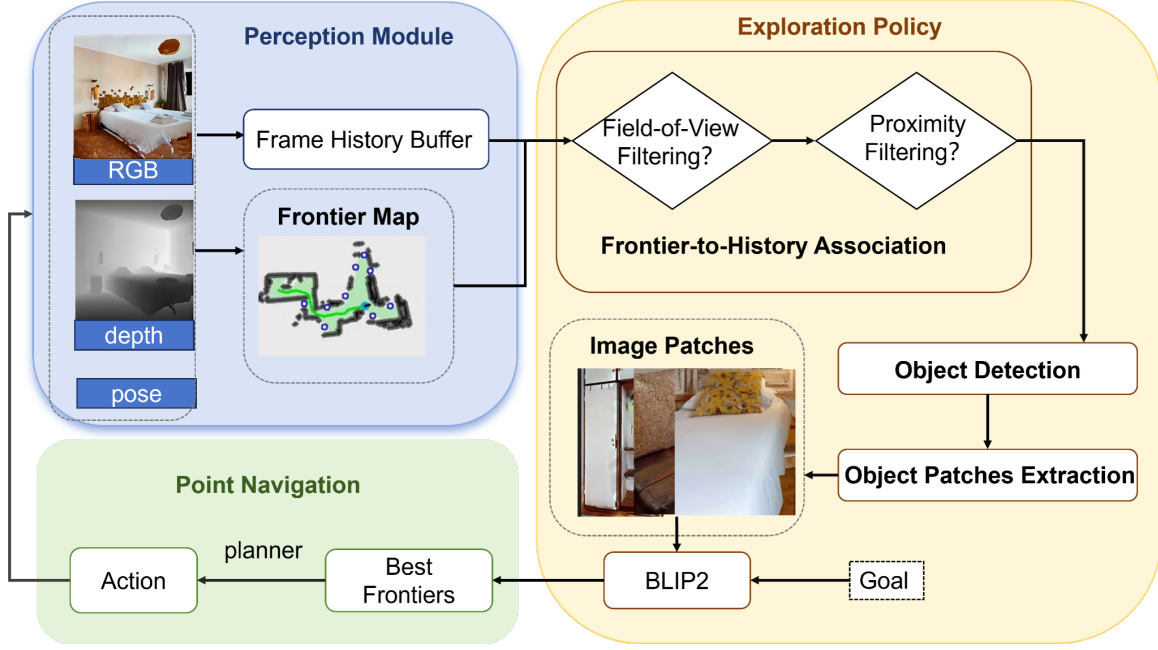 Perception Module
RGB
Frame History Buffer
Frontier Map
depth
pose
Exploration Policy
Field-of-View
Filtering?
Proximity
Filtering?
Frontier-to-History Association
Object Detection
Object Patches Extraction
Image Patches
BLIP2
Goal
Point Navigation
Best
Frontiers
planner
Action